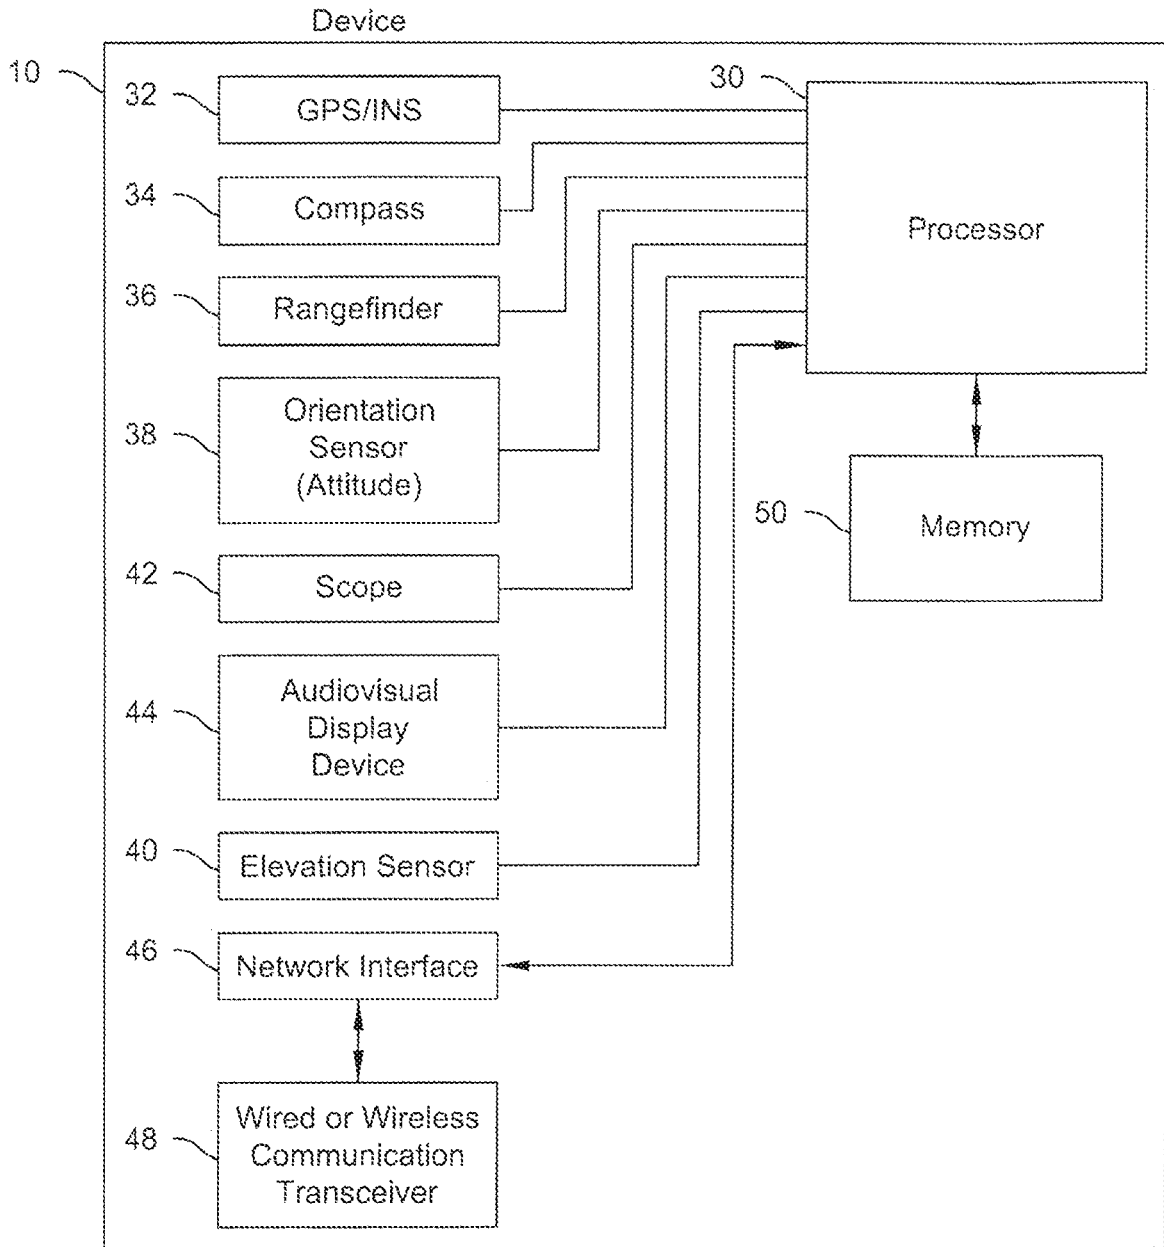 Device
10
32
GPS/INS
30
Processor
34
Compass
36
Rangefinder
38
Orientation
Sensor
(Attitude)
50
Memory
42
Scope
44
Audiovisual
Display
Device
40
Elevation Sensor
46
Network Interface
48
Wired or Wireless
Communication
Transceiver